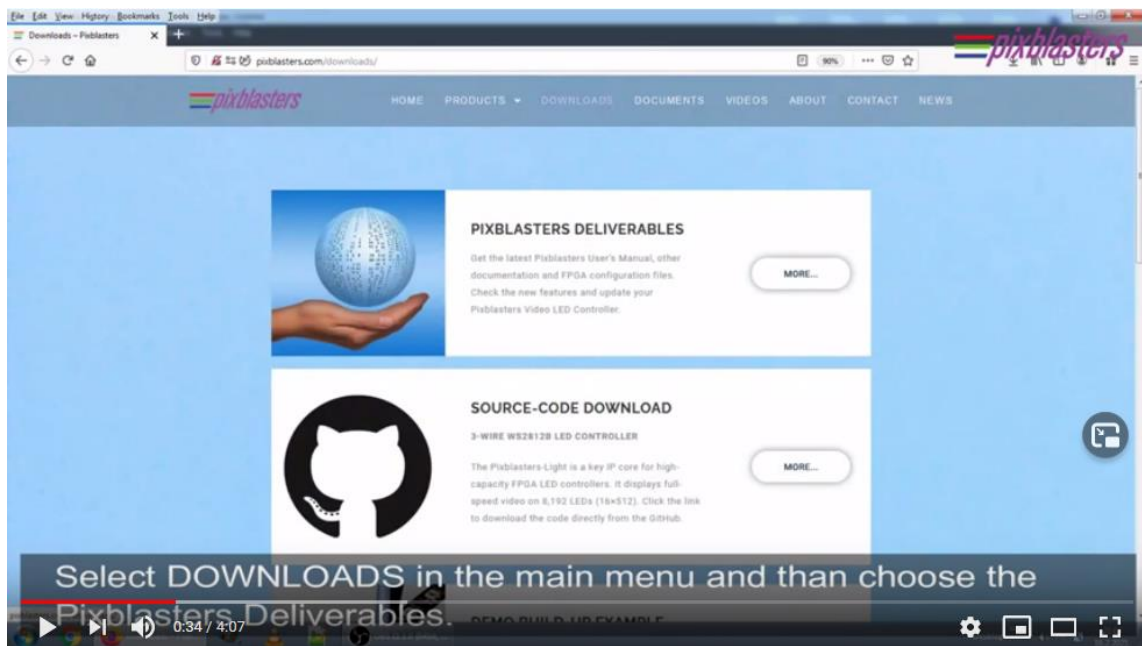 File Edit View History Bookmarks Tools Help
Downloads – Pixblasters
pixblasters
pixblasters.com/downloads/
90%
pixblasters
HOME PRODUCTS DOWNLOADS DOCUMENTS VIDEOS ABOUT CONTACT NEWS
PIXBLASTERS DELIVERABLES
Get the latest Pixblasters User's Manual, other
documentation and FPGA configuration files.
Check the new features and update your
Pixblasters Video LED Controller.
MORE...
SOURCE-CODE DOWNLOAD
3-WIRE WS2812B LED CONTROLLER
The Pixblasters-Light is a key IP core for high-
capacity FPGA LED controllers. It displays full-
speed video on 8,192 LEDs (16×512). Click the link
to download the code directly from the GitHub.
MORE...
Select DOWNLOADS in the main menu and than choose the
Pixblasters Deliverables.
DEMO BUILD-UP EXAMPLE
0:34 / 4:07